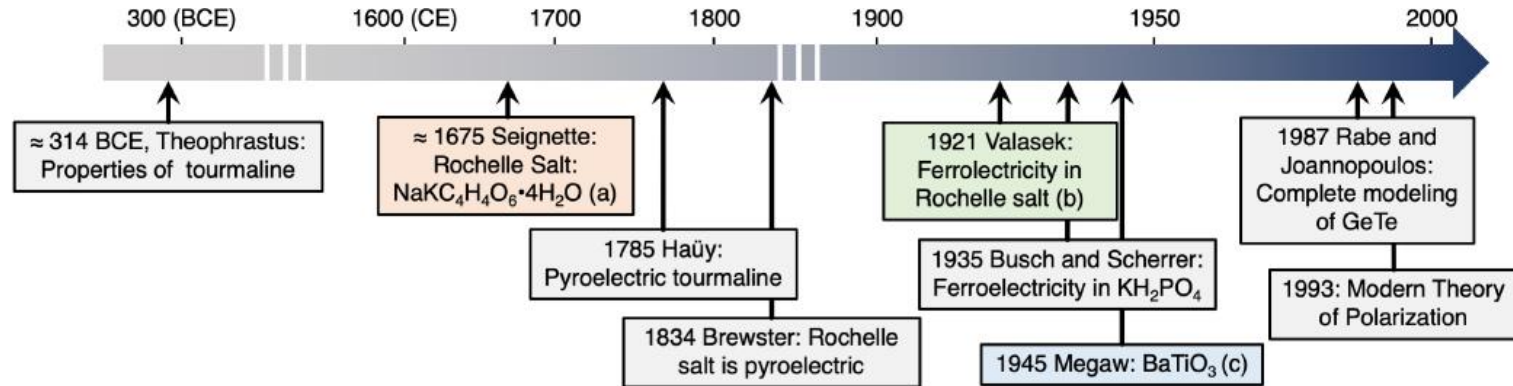 300 (BCE)
1600 (CE)
1700
1800
1900
1950
2000
≈ 314 BCE, Theophrastus:
Properties of tourmaline
≈ 1675 Seignette:
Rochelle Salt:
NaKC₄H₄O₆•4H₂O (a)
1785 Haüy:
Pyroelectric tourmaline
1834 Brewster: Rochelle
salt is pyroelectric
1921 Valasek:
Ferrolectricity in
Rochelle salt (b)
1935 Busch and Scherrer:
Ferroelectricity in KH₂PO₄
1945 Megaw: BaTiO₃ (c)
1987 Rabe and
Joannopoulos:
Complete modeling
of GeTe
1993: Modern Theory
of Polarization